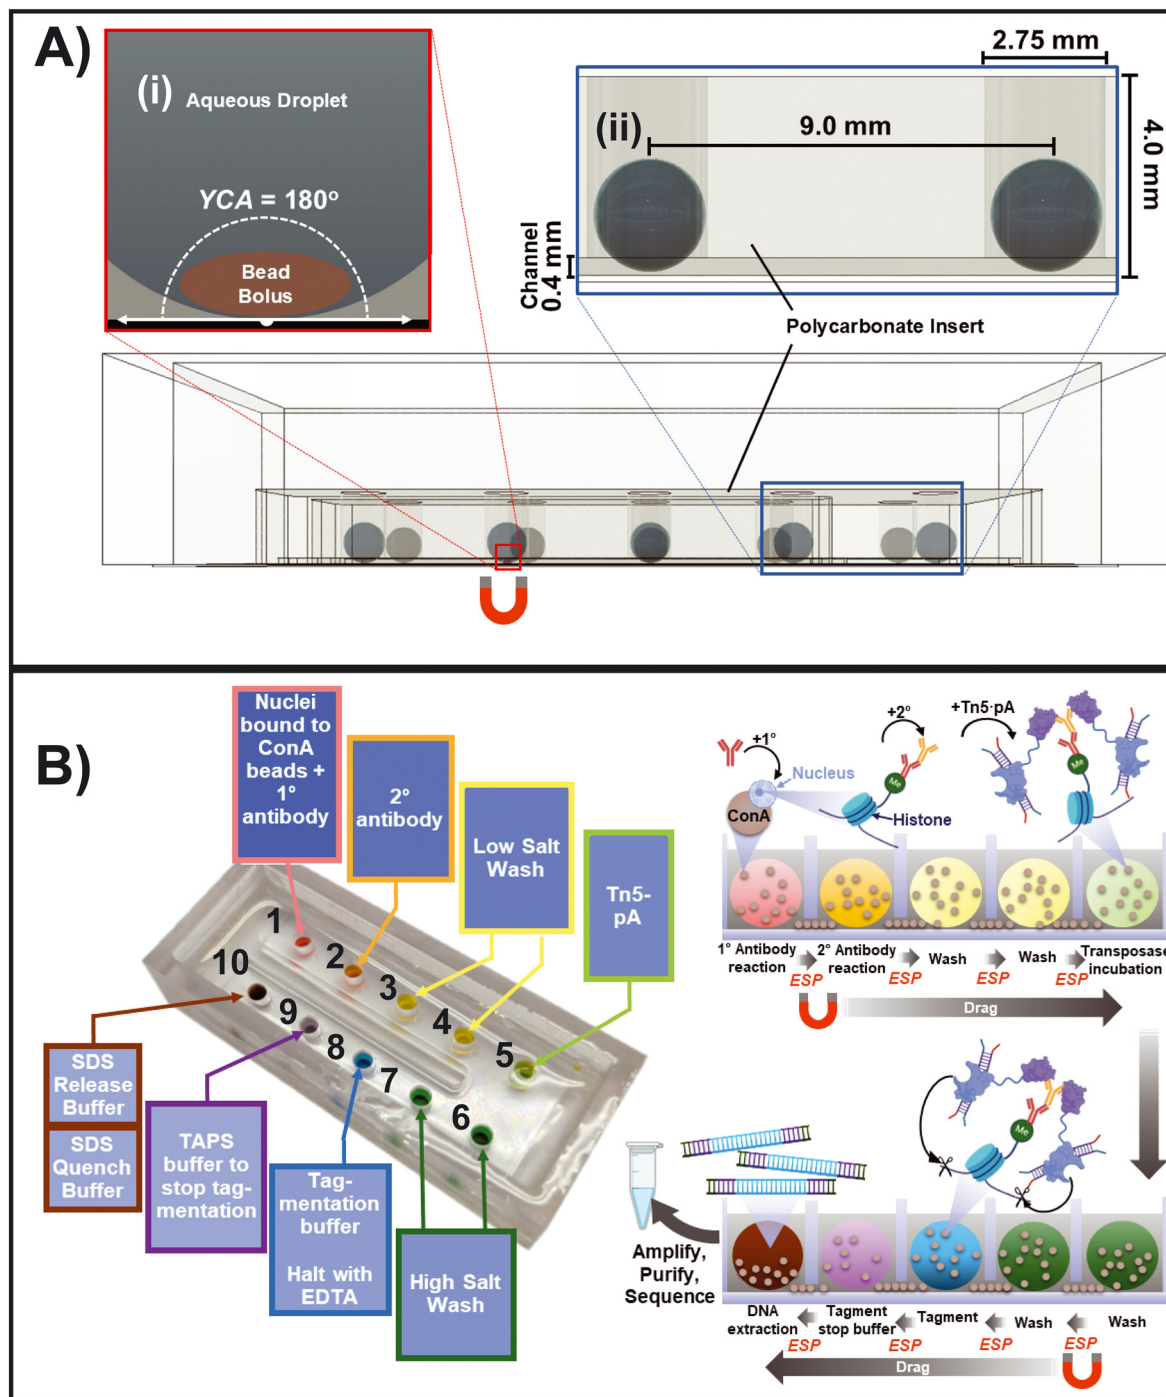 A)
(i)
Aqueous Droplet
YCA = 180°
Bead
Bolus
2.75 mm
(ii)
9.0 mm
4.0 mm
Channel
0.4 mm
Polycarbonate Insert
B)
Nuclei
bound to
ConA
beads +
1°
antibody
2°
antibody
Low Salt
Wash
Tn5-
pA
1
2
3
4
5
6
7
8
9
10
SDS
Release
Buffer
SDS
Quench
Buffer
TAPS
buffer to
stop tag-
mentation
Tag-
mentation
buffer
Halt with
EDTA
High Salt
Wash
+1°
+2°
+Tn5·pA
Nucleus
ConA
Me
Histone
Me
1° Antibody
reaction
2° Antibody
reaction
Wash
Wash
Transposase
incubation
ESP
ESP
ESP
ESP
Drag
Me
Amplify,
Purify,
Sequence
DNA
extraction
Tagment
stop buffer
Tagment
Wash
Wash
ESP
ESP
ESP
ESP
Drag